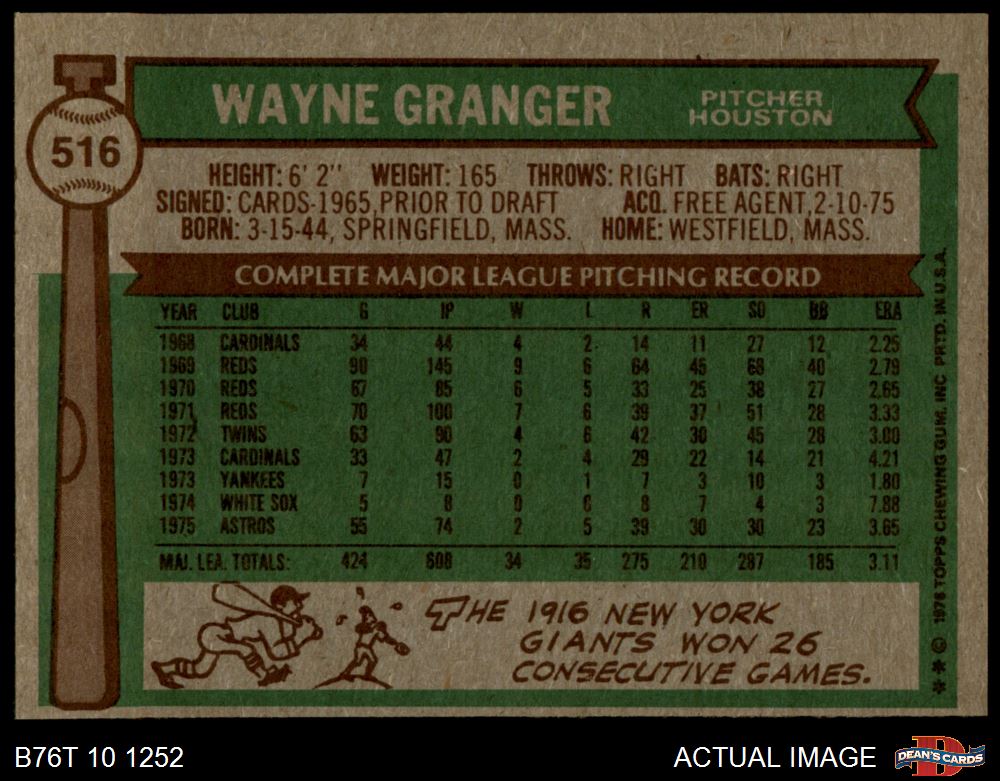 WAYNE GRANGER
PITCHER
HOUSTON
516
HEIGHT: 6' 2" WEIGHT: 165 THROWS: RIGHT BATS: RIGHT
SIGNED: CARDS-1965, PRIOR TO DRAFT ACQ. FREE AGENT, 2-10-75
BORN: 3-15-44, SPRINGFIELD, MASS. HOME: WESTFIELD, MASS.
COMPLETE MAJOR LEAGUE PITCHING RECORD
YEAR CLUB G IP W L R ER SO BB ERA
1968 CARDINALS 34 44 4 2 14 11 27 12 2.25
1969 REDS 90 145 9 6 64 45 68 40 2.79
1970 REDS 67 85 6 5 33 25 38 27 2.65
1971 REDS 70 100 7 6 39 37 51 28 3.33
1972 TWINS 63 90 4 6 42 30 45 28 3.00
1973 CARDINALS 33 47 2 4 29 22 14 21 4.21
1973 YANKEES 7 15 0 1 7 3 10 3 1.80
1974 WHITE SOX 5 8 0 0 8 7 4 3 7.88
1975 ASTROS 55 74 2 5 39 30 30 23 3.65
MAJ. LEA. TOTALS: 424 608 34 35 275 210 287 185 3.11
THE 1916 NEW YORK
GIANTS WON 26
CONSECUTIVE GAMES.
** © 1976 TOPPS CHEWING GUM, INC PRTD. IN U.S.A.
B76T 10 1252
ACTUAL IMAGE
D
DEAN'S CARDS